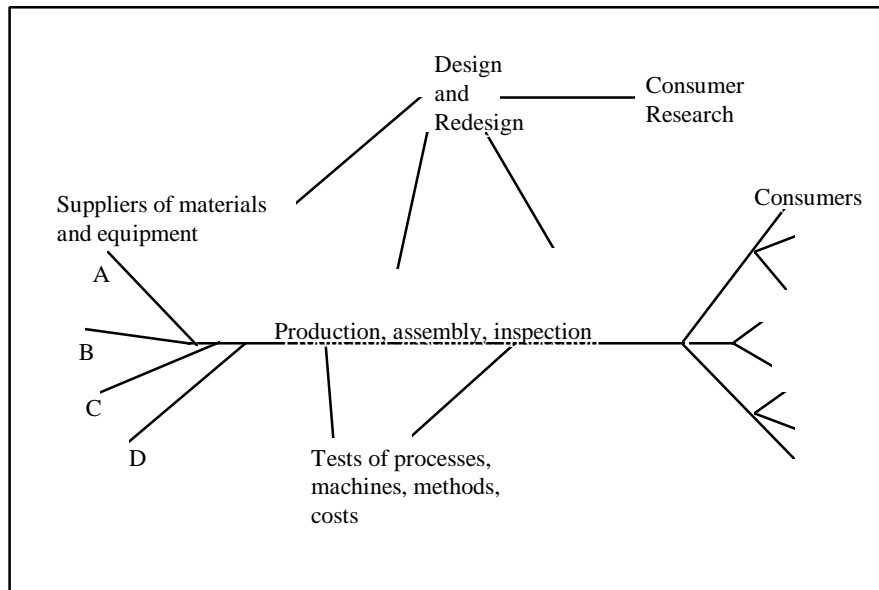 Design
and
Redesign
Consumer
Research
Suppliers of materials
and equipment
Consumers
A
B
C
D
Production, assembly, inspection
Tests of processes,
machines, methods,
costs